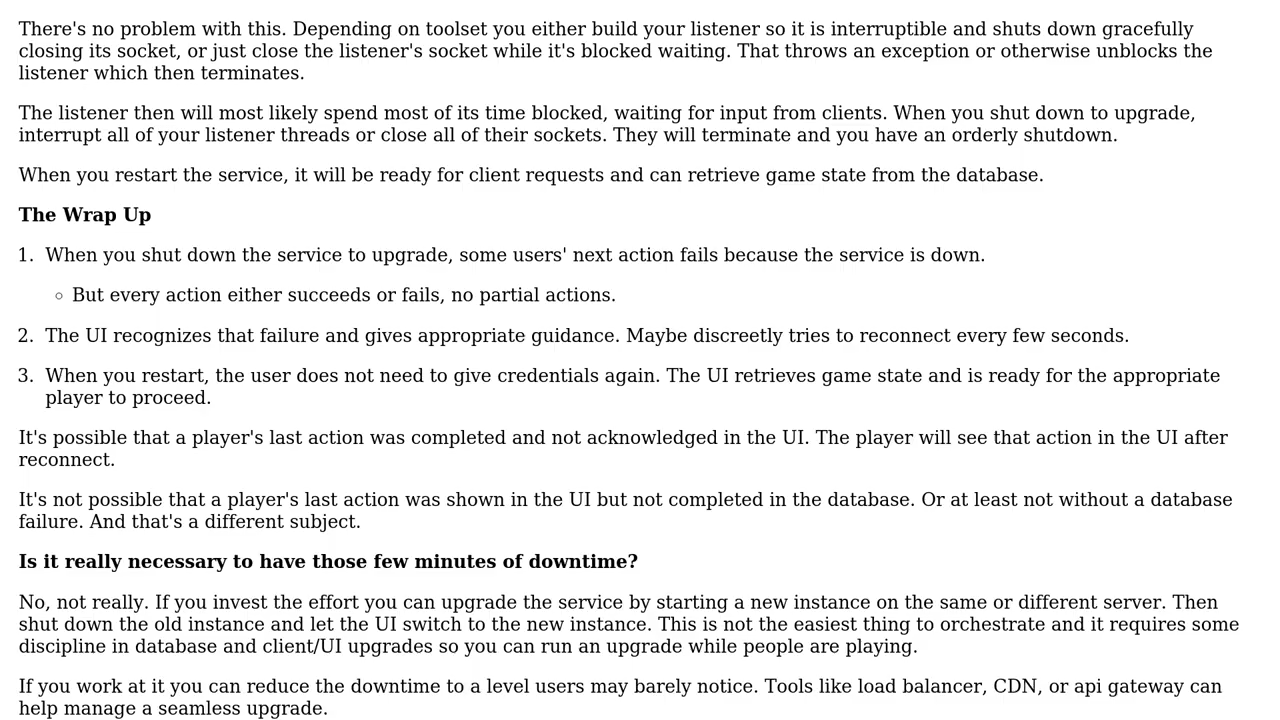 There's no problem with this. Depending on toolset you either build your listener so it is interruptible and shuts down gracefully
closing its socket, or just close the listener's socket while it's blocked waiting. That throws an exception or otherwise unblocks the
listener which then terminates.
The listener then will most likely spend most of its time blocked, waiting for input from clients. When you shut down to upgrade,
interrupt all of your listener threads or close all of their sockets. They will terminate and you have an orderly shutdown.
When you restart the service, it will be ready for client requests and can retrieve game state from the database.
The Wrap Up
1. When you shut down the service to upgrade, some users' next action fails because the service is down.
◦ But every action either succeeds or fails, no partial actions.
2. The UI recognizes that failure and gives appropriate guidance. Maybe discreetly tries to reconnect every few seconds.
3. When you restart, the user does not need to give credentials again. The UI retrieves game state and is ready for the appropriate
player to proceed.
It's possible that a player's last action was completed and not acknowledged in the UI. The player will see that action in the UI after
reconnect.
It's not possible that a player's last action was shown in the UI but not completed in the database. Or at least not without a database
failure. And that's a different subject.
Is it really necessary to have those few minutes of downtime?
No, not really. If you invest the effort you can upgrade the service by starting a new instance on the same or different server. Then
shut down the old instance and let the UI switch to the new instance. This is not the easiest thing to orchestrate and it requires some
discipline in database and client/UI upgrades so you can run an upgrade while people are playing.
If you work at it you can reduce the downtime to a level users may barely notice. Tools like load balancer, CDN, or api gateway can
help manage a seamless upgrade.